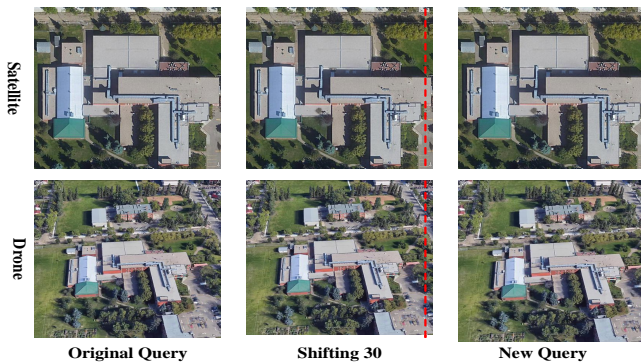 Satellite
Drone
Original Query
Shifting 30
New Query